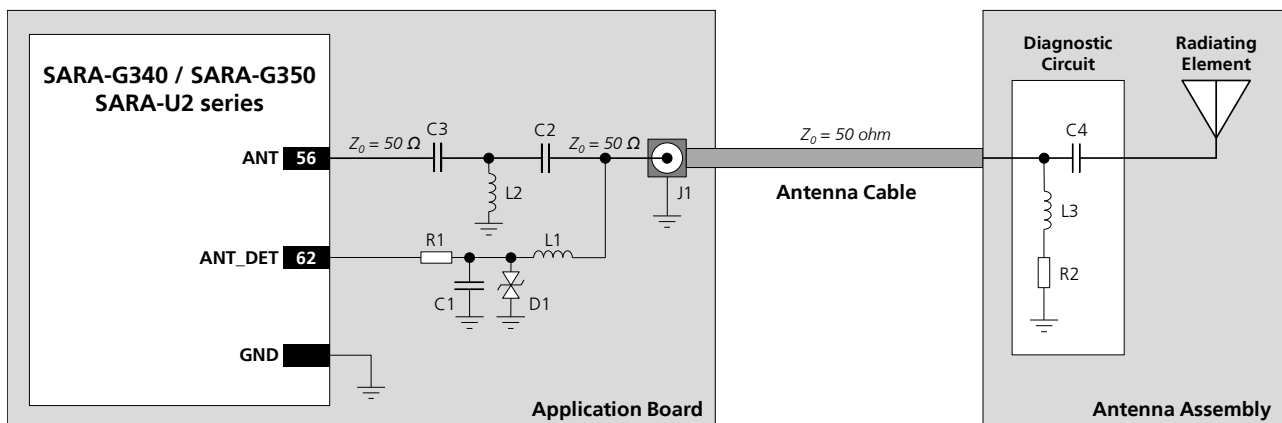 SARA-G340 / SARA-G350
SARA-U2 series
ANT 56
ANT_DET 62
GND
Z0 = 50 Ω
C3
C2
Z0 = 50 Ω
L2
R1
L1
C1
D1
J1
Application Board
Z0 = 50 ohm
Antenna Cable
Diagnostic
Circuit
Radiating
Element
C4
L3
R2
Antenna Assembly